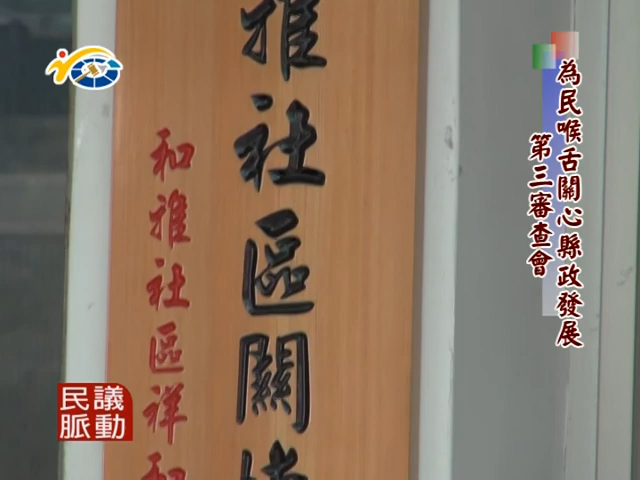 為民喉舌關心縣政發展
第三審查會
雅社區關
和雅社區祥和
議動
民脈